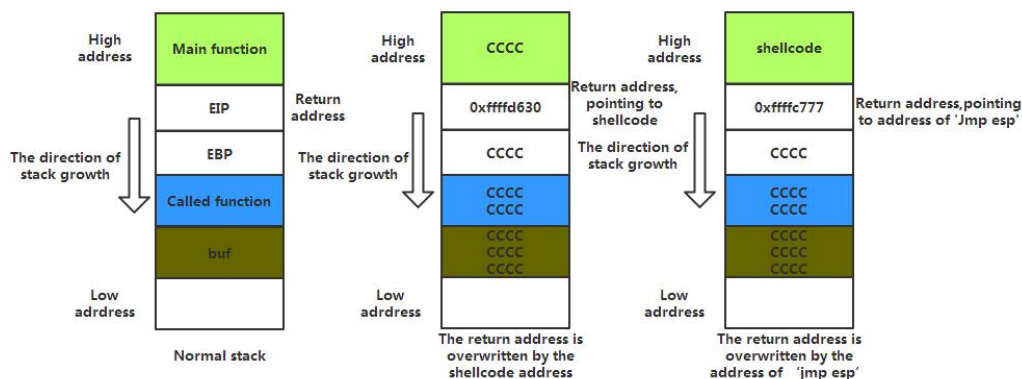 High
address
Main function
EIP
Return
address
EBP
The direction of
stack growth
Called function
buf
Low
adrdress
Normal stack
High
address
CCCC
0xffffd630
Return address,
pointing to
shellcode
CCCC
The direction of
stack growth
CCCC
CCCC
CCCC
CCCC
CCCC
Low
adrdress
The return address is
overwritten by the
shellcode address
High
address
shellcode
0xffffc777
Return address,pointing
to address of 'Jmp esp'
CCCC
The direction of
stack growth
CCCC
CCCC
CCCC
CCCC
CCCC
Low
adrdress
The return address is
overwritten by the
address of 'jmp esp'